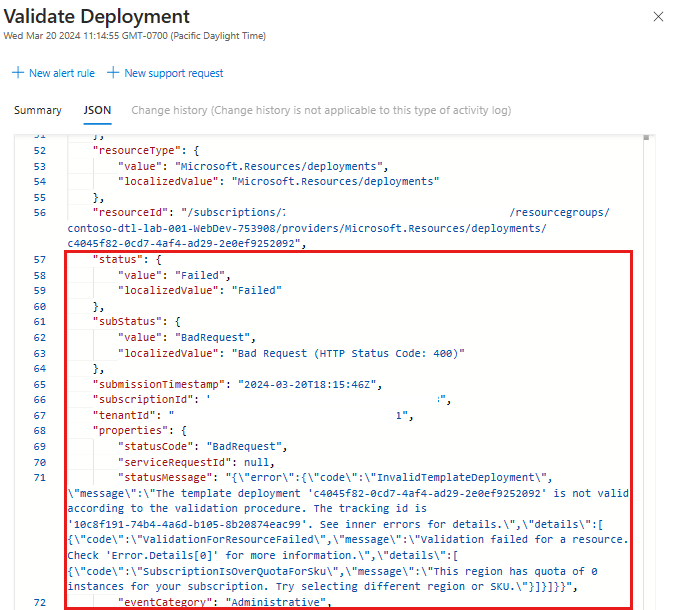 Validate Deployment
Wed Mar 20 2024 11:14:55 GMT-0700 (Pacific Daylight Time)
New alert rule New support request
Summary JSON Change history (Change history is not applicable to this type of activity log)
51 },
52 "resourceType": {
53 "value": "Microsoft.Resources/deployments",
54 "localizedValue": "Microsoft.Resources/deployments"
55 },
56 "resourceId": "/subscriptions/ /resourcegroups/
contoso-dtl-lab-001-WebDev-753908/providers/Microsoft.Resources/deployments/
c4045f82-0cd7-4af4-ad29-2e0ef9252092",
57 "status": {
58 "value": "Failed",
59 "localizedValue": "Failed"
60 },
61 "subStatus": {
62 "value": "BadRequest",
63 "localizedValue": "Bad Request (HTTP Status Code: 400)"
64 },
65 "submissionTimestamp": "2024-03-20T18:15:46Z",
66 "subscriptionId": ",
67 "tenantId": " 1",
68 "properties": {
69 "statusCode": "BadRequest",
70 "serviceRequestId": null,
71 "statusMessage": "{\"error\":{\"code\":\"InvalidTemplateDeployment\",
\"message\":\"The template deployment 'c4045f82-0cd7-4af4-ad29-2e0ef9252092' is not valid
according to the validation procedure. The tracking id is
'10c8f191-74b4-4a6d-b105-8b20874eac99'. See inner errors for details.\",\"details\":[
{\"code\":\"ValidationForResourceFailed\",\"message\":\"Validation failed for a resource.
Check 'Error.Details[0]' for more information.\",\"details\":[
{\"code\":\"SubscriptionIsOverQuotaForSku\",\"message\":\"This region has quota of 0
instances for your subscription. Try selecting different region or SKU.\"}]}]}}",
72 "eventCategory": "Administrative",